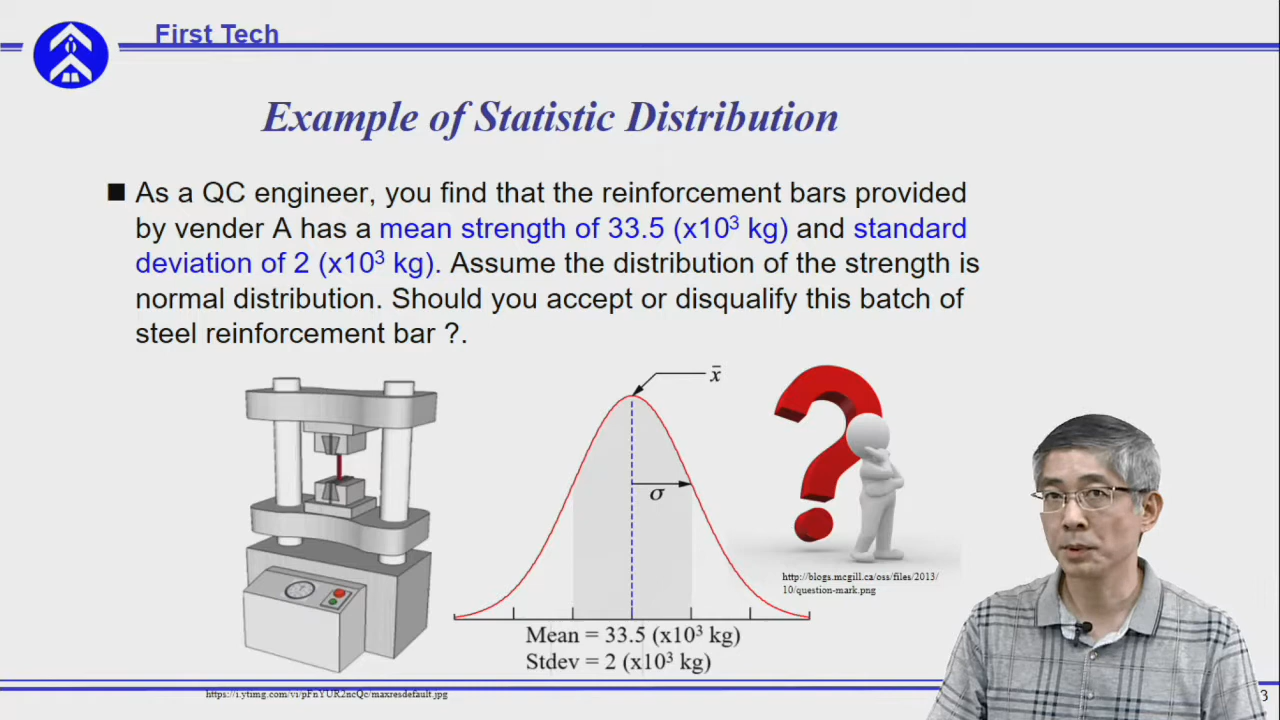 First Tech
Example of Statistic Distribution
As a QC engineer, you find that the reinforcement bars provided
by vender A has a mean strength of 33.5 (x10³ kg) and standard
deviation of 2 (x10³ kg). Assume the distribution of the strength is
normal distribution. Should you accept or disqualify this batch of
steel reinforcement bar ?.
x̄
σ
http://blogs.mcgill.ca/oss/files/2013/
10/question-mark.png
Mean = 33.5 (x10³ kg)
Stdev = 2 (x10³ kg)
https://i.ytimg.com/vi/pFnYUR2ncQc/maxresdefault.jpg
3